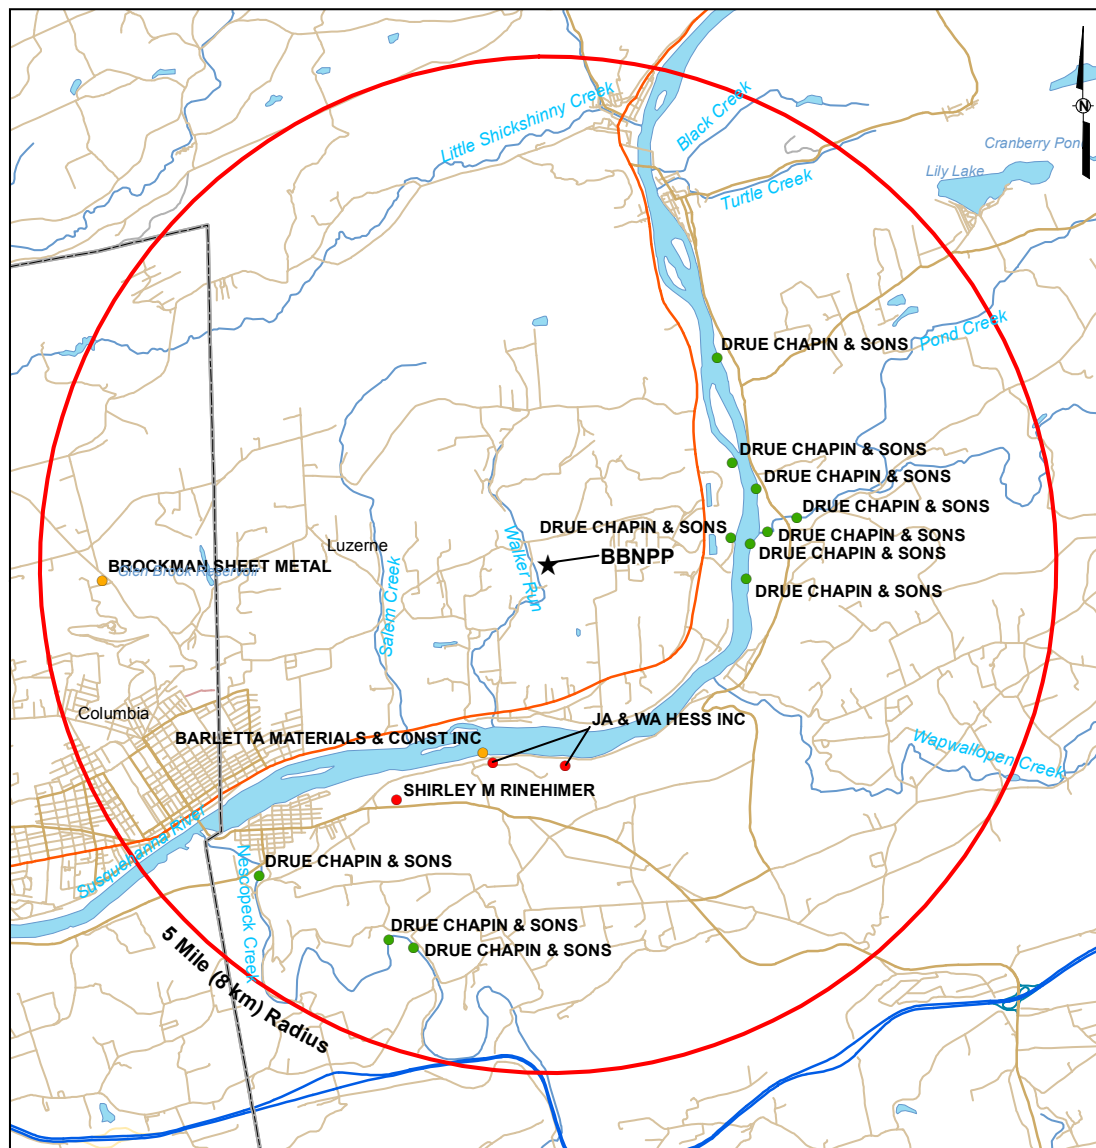 N
Little Shickshinny Creek
Black Creek
Cranberry Pond
Lily Lake
Turtle Creek
Pond Creek
DRUE CHAPIN & SONS
DRUE CHAPIN & SONS
DRUE CHAPIN & SONS
DRUE CHAPIN & SONS
DRUE CHAPIN & SONS
DRUE CHAPIN & SONS
DRUE CHAPIN & SONS
Luzerne
Walker Run
BBNPP
BROCKMAN SHEET METAL
Glen Brook Reservoir
DRUE CHAPIN & SONS
Salem Creek
Columbia
JA & WA HESS INC
BARLETTA MATERIALS & CONST INC
Wapwallopen Creek
SHIRLEY M RINEHIMER
Susquehanna River
DRUE CHAPIN & SONS
Nescopeck Creek
DRUE CHAPIN & SONS
DRUE CHAPIN & SONS
5 Mile (8 km) Radius